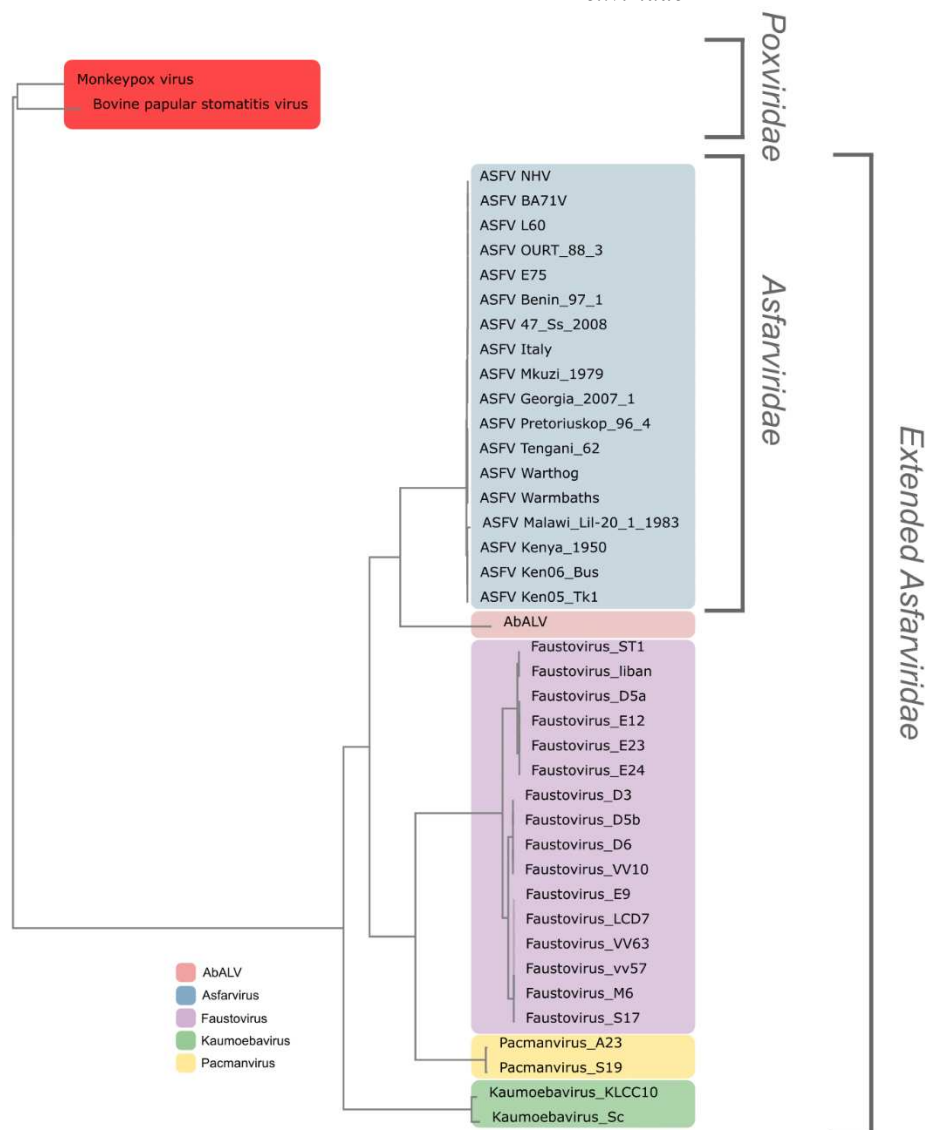 Poxviridae
Monkeypox virus
Bovine papular stomatitis virus
Asfarviridae
Extended Asfarviridae
ASFV NHV
ASFV BA71V
ASFV L60
ASFV OURT_88_3
ASFV E75
ASFV Benin_97_1
ASFV 47_Ss_2008
ASFV Italy
ASFV Mkuzi_1979
ASFV Georgia_2007_1
ASFV Pretoriuskop_96_4
ASFV Tengani_62
ASFV Warthog
ASFV Warmbaths
ASFV Malawi_Lil-20_1_1983
ASFV Kenya_1950
ASFV Ken06_Bus
ASFV Ken05_Tk1
AbALV
Faustovirus_ST1
Faustovirus_liban
Faustovirus_D5a
Faustovirus_E12
Faustovirus_E23
Faustovirus_E24
Faustovirus_D3
Faustovirus_D5b
Faustovirus_D6
Faustovirus_VV10
Faustovirus_E9
Faustovirus_LCD7
Faustovirus_VV63
Faustovirus_vv57
Faustovirus_M6
Faustovirus_S17
Pacmanvirus_A23
Pacmanvirus_S19
Kaumoebavirus_KLCC10
Kaumoebavirus_Sc
AbALV
Asfarvirus
Faustovirus
Kaumoebavirus
Pacmanvirus